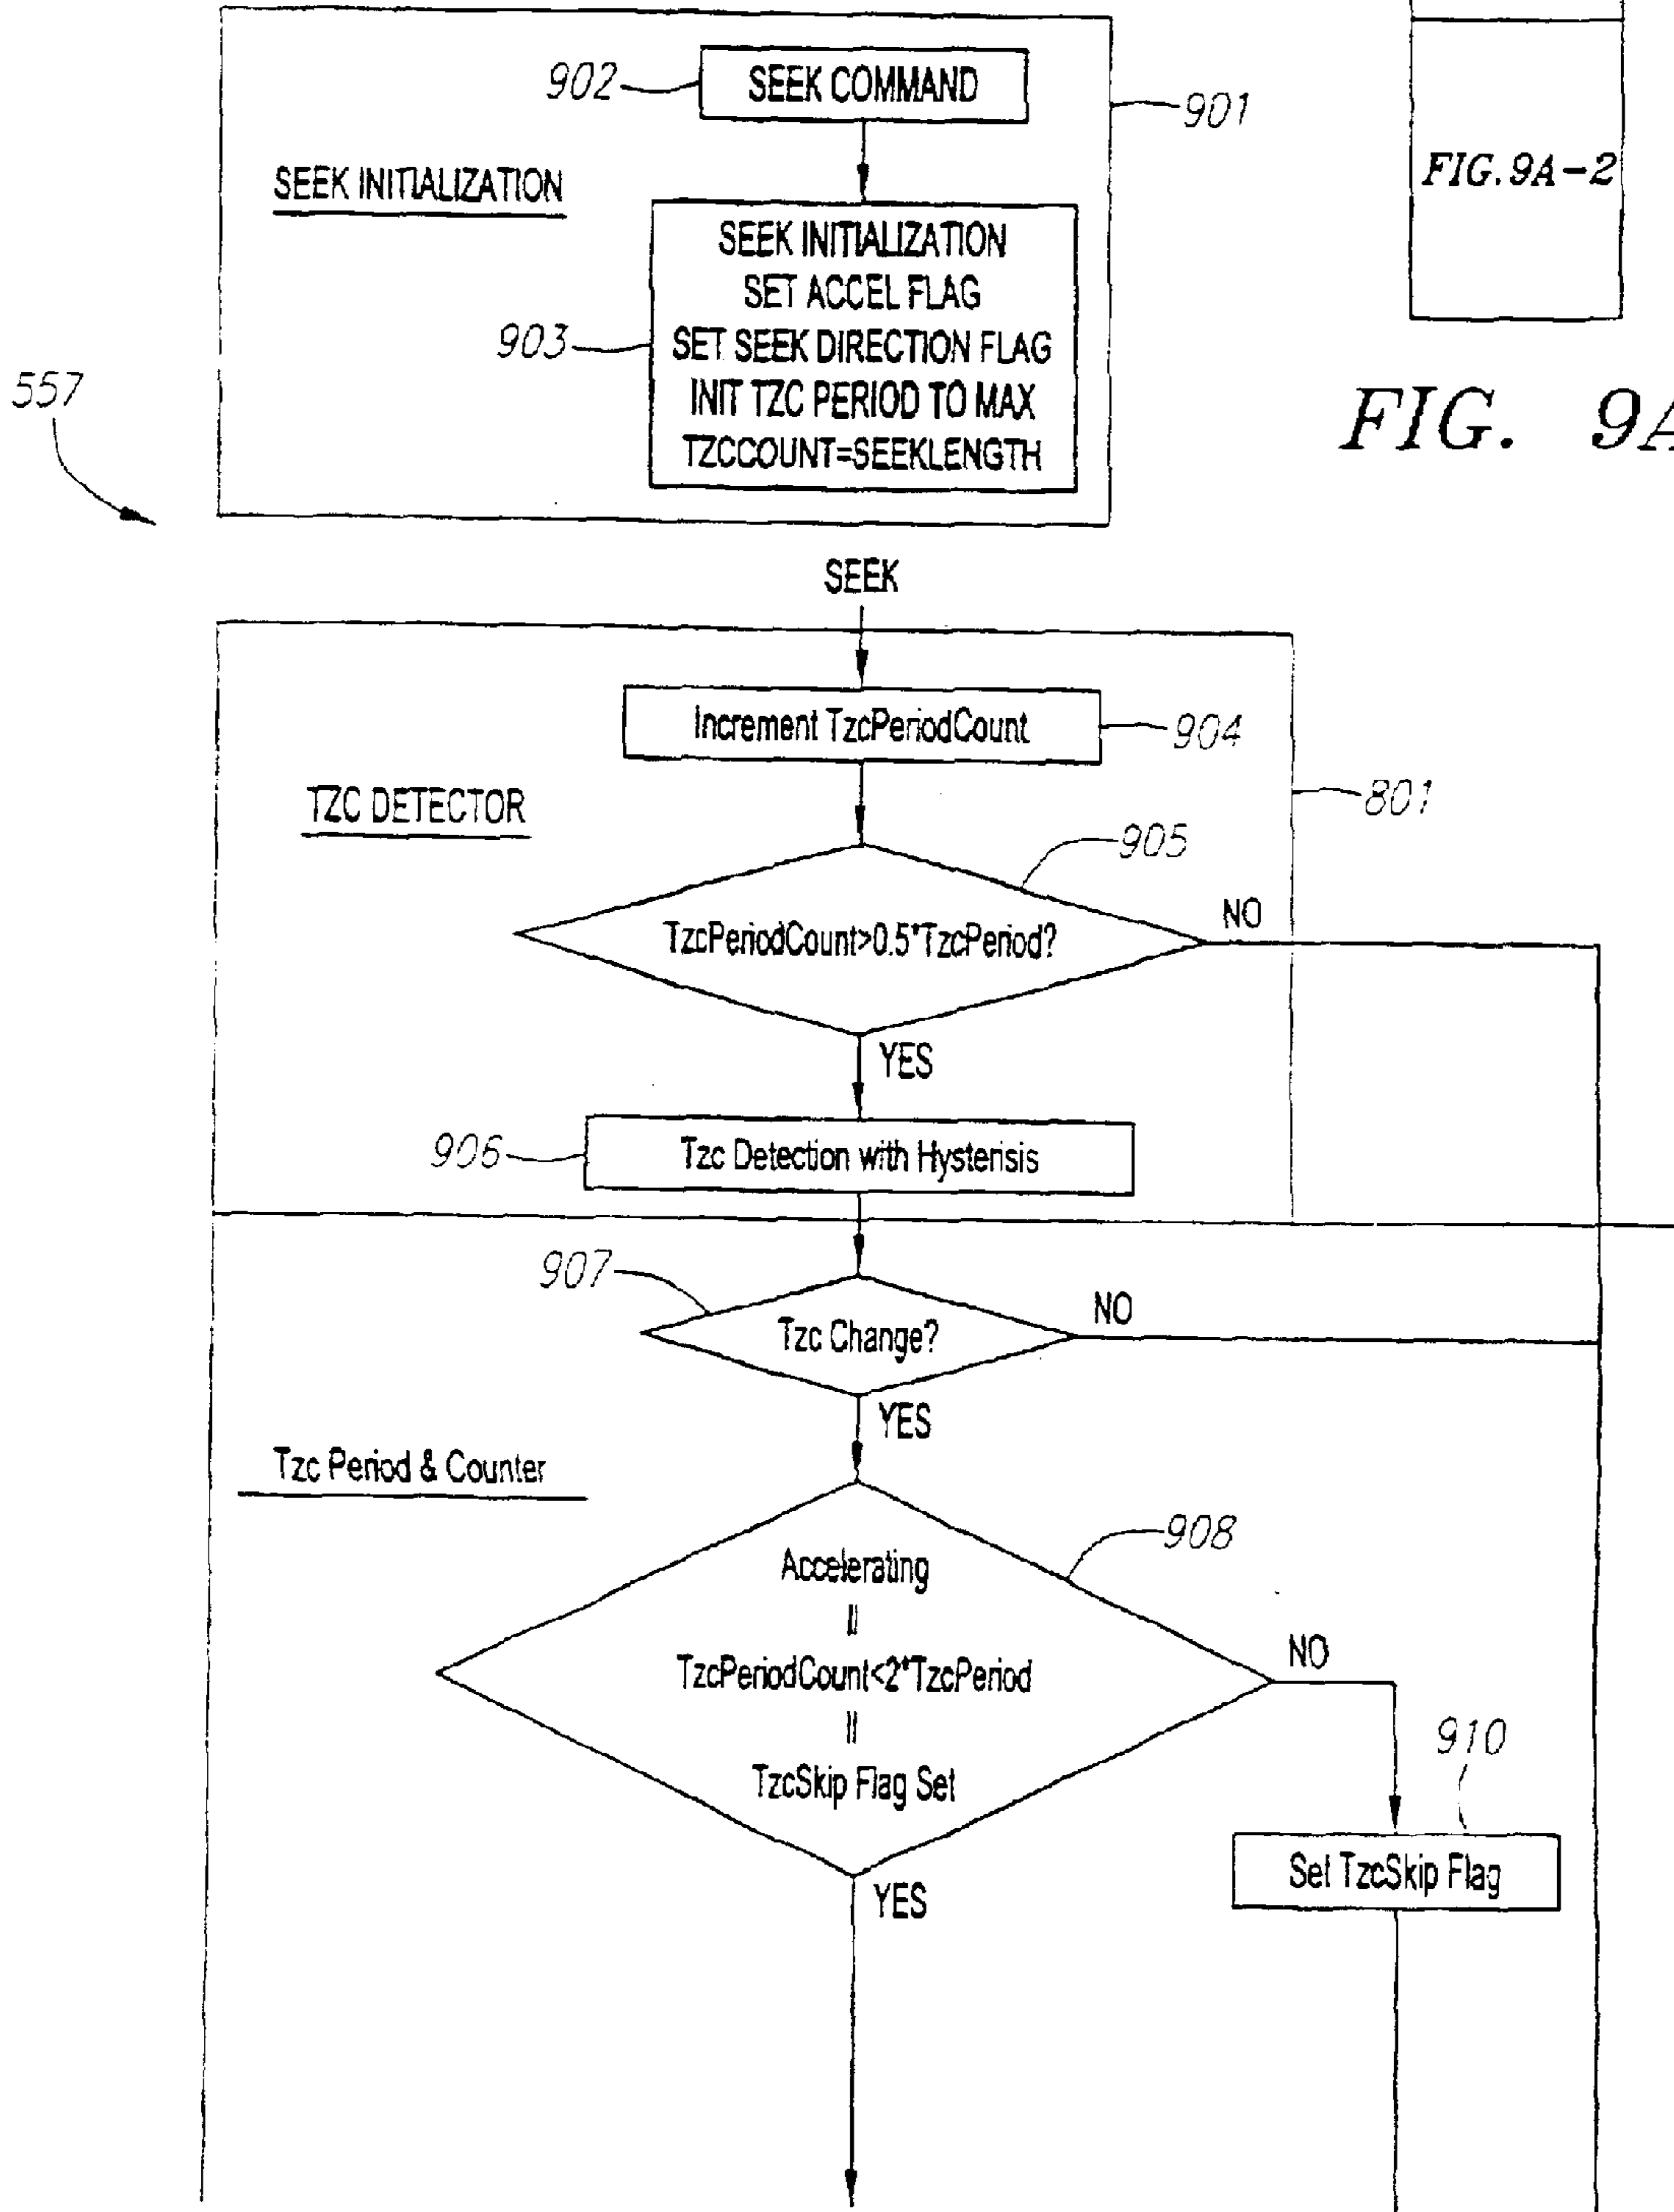 902
SEEK COMMAND
901
SEEK INITIALIZATION
FIG. 9A-2
SEEK INITIALIZATION
SET ACCEL FLAG
903
SET SEEK DIRECTION FLAG
INIT TZC PERIOD TO MAX
TZCCOUNT=SEEKLENGTH
557
FIG. 9A
SEEK
Increment TzcPeriodCount
904
TZC DETECTOR
801
905
TzcPeriodCount>0.5*TzcPeriod?
NO
YES
906
Tzc Detection with Hysterisis
907
Tzc Change?
NO
YES
Tzc Period & Counter
908
Accelerating
||
TzcPeriodCount<2*TzcPeriod
||
TzcSkip Flag Set
NO
910
Set TzcSkip Flag
YES